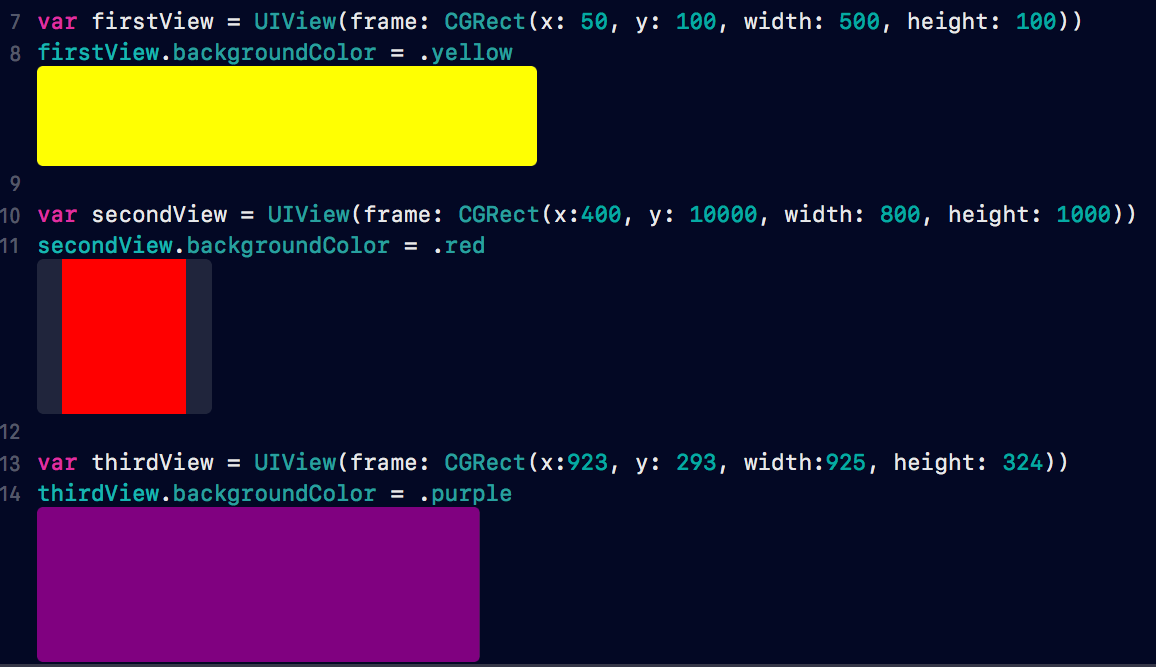 7 var firstView = UIView(frame: CGRect(x: 50, y: 100, width: 500, height: 100))
8 firstView.backgroundColor = .yellow
9
10 var secondView = UIView(frame: CGRect(x:400, y: 10000, width: 800, height: 1000))
11 secondView.backgroundColor = .red
12
13 var thirdView = UIView(frame: CGRect(x:923, y: 293, width:925, height: 324))
14 thirdView.backgroundColor = .purple